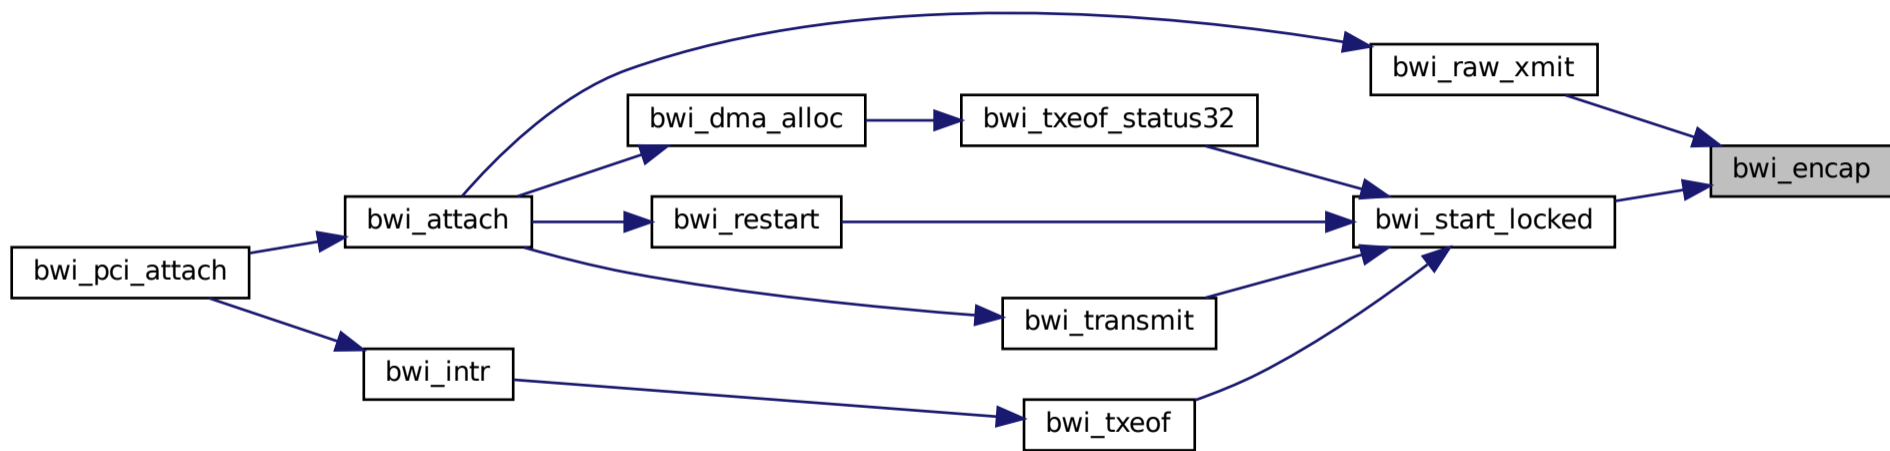 bwi_raw_xmit
bwi_dma_alloc
bwi_txeof_status32
bwi_encap
bwi_attach
bwi_restart
bwi_start_locked
bwi_pci_attach
bwi_transmit
bwi_intr
bwi_txeof